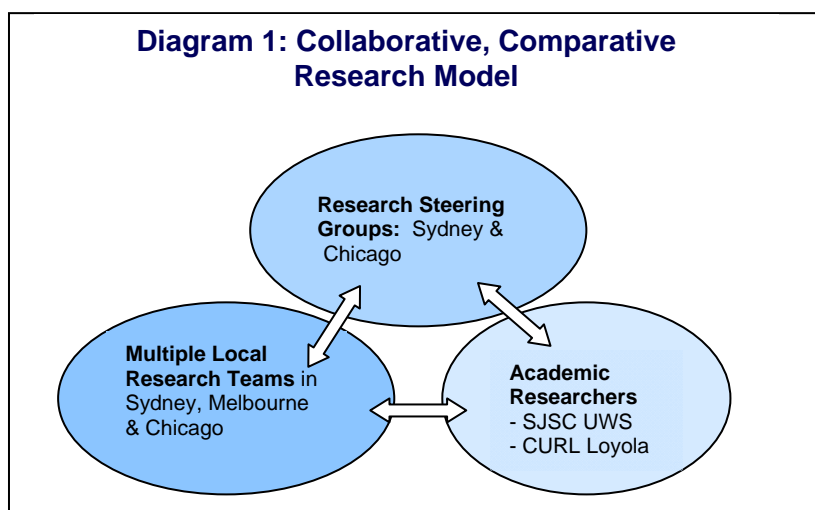 Diagram 1: Collaborative, Comparative
Research Model
Research Steering
Groups: Sydney &
Chicago
Multiple Local
Research Teams in
Sydney, Melbourne
& Chicago
Academic
Researchers
- SJSC UWS
- CURL Loyola